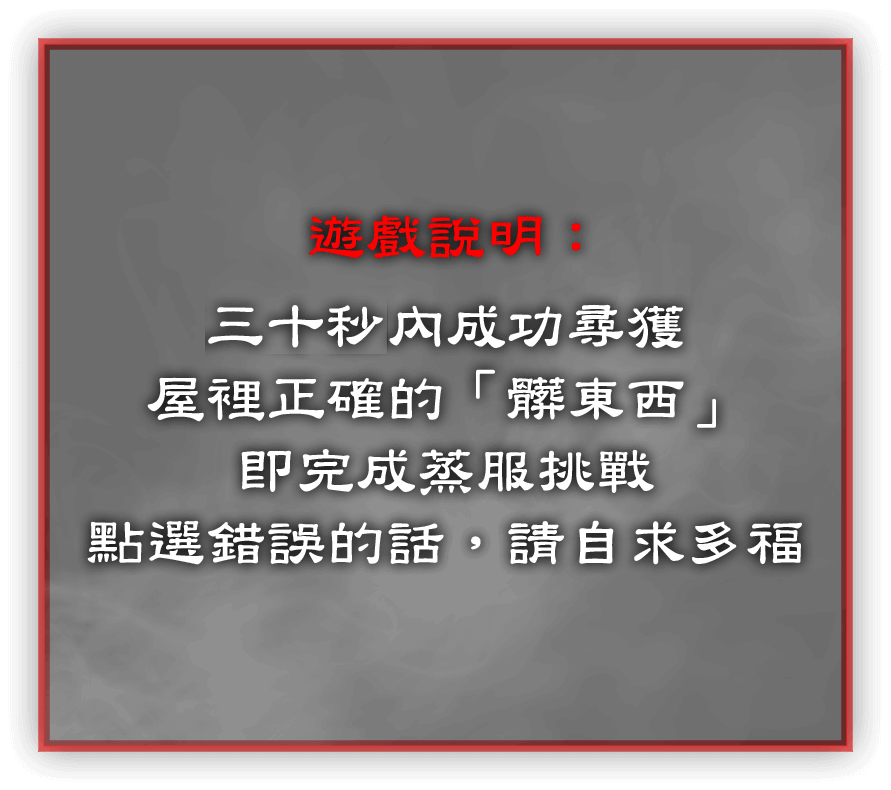 遊戲說明：
三十秒內成功尋獲
屋裡正確的「髒東西」
即完成蒸服挑戰
點選錯誤的話，請自求多福